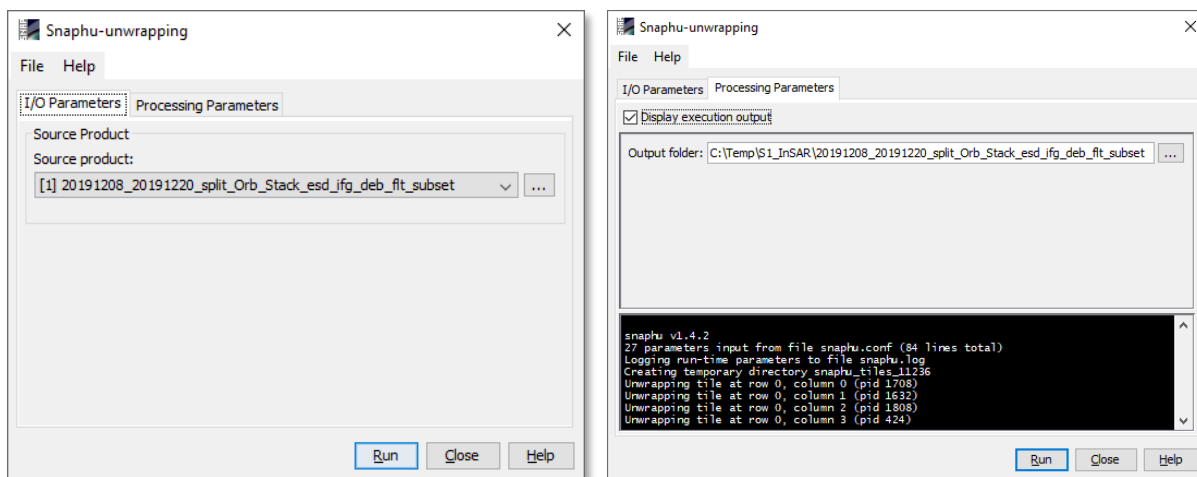 Snaphu-unwrapping
File Help
I/O Parameters Processing Parameters
Source Product
Source product:
[1] 20191208_20191220_split_Orb_Stack_esd_ifg_deb_flt_subset
...
Run Close Help
Snaphu-unwrapping
File Help
I/O Parameters Processing Parameters
Display execution output
Output folder: C:\Temp\S1_InSAR\20191208_20191220_split_Orb_Stack_esd_ifg_deb_flt_subset ...
snaphu v1.4.2
27 parameters input from file snaphu.conf (84 lines total)
Logging run-time parameters to file snaphu.log
Creating temporary directory snaphu_tiles_11236
Unwrapping tile at row 0, column 0 (pid 1708)
Unwrapping tile at row 0, column 1 (pid 1632)
Unwrapping tile at row 0, column 2 (pid 1808)
Unwrapping tile at row 0, column 3 (pid 424)
Run Close Help